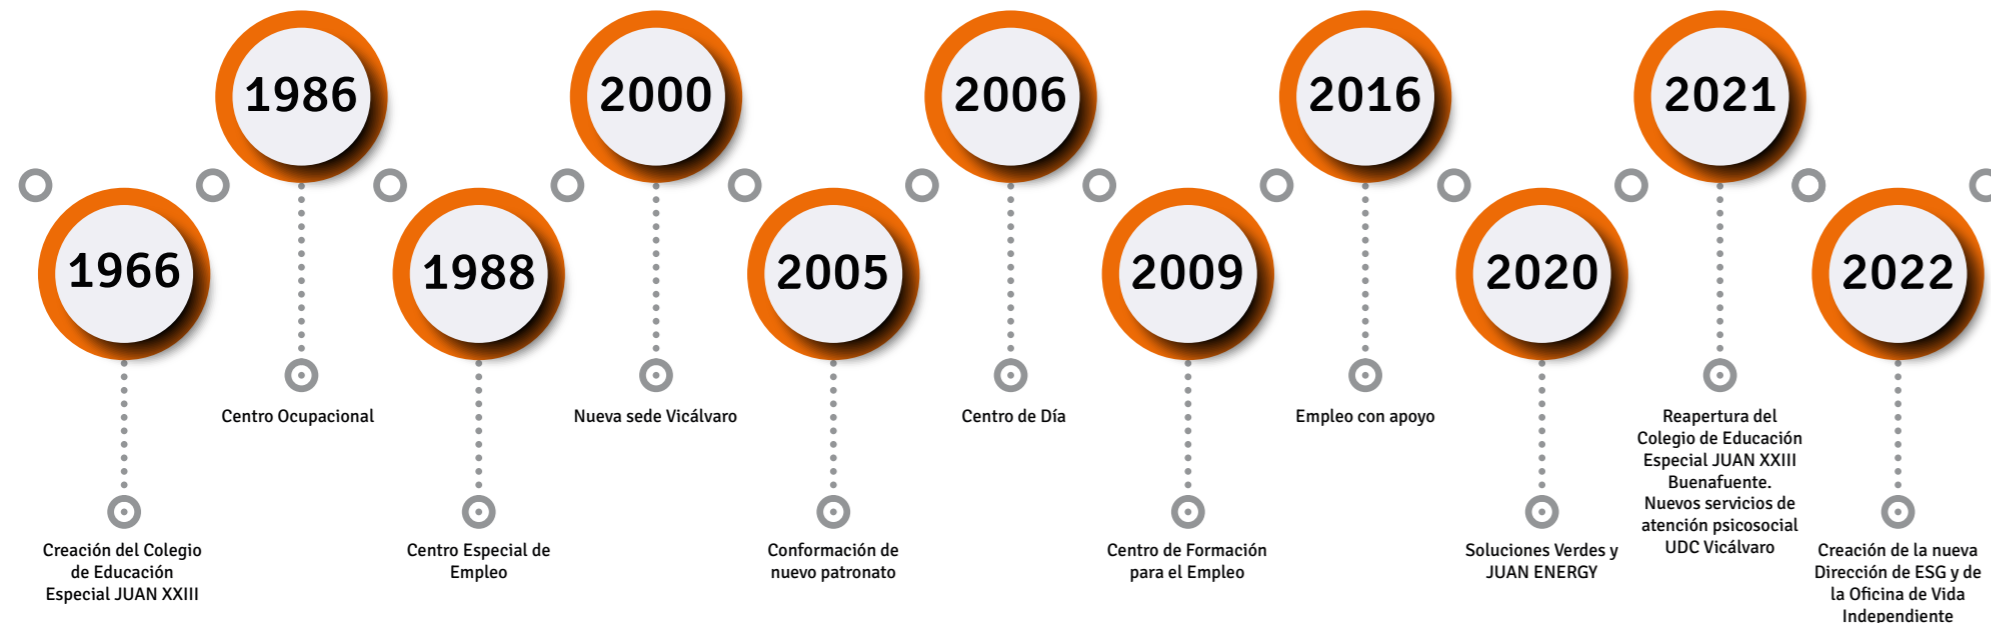 1966
Creación del Colegio
de Educación
Especial JUAN XXIII
1986
Centro Ocupacional
1988
Centro Especial de
Empleo
2000
Nueva sede Vicálvaro
2005
Conformación de
nuevo patronato
2006
Centro de Día
2009
Centro de Formación
para el Empleo
2016
Empleo con apoyo
2020
Soluciones Verdes y
JUAN ENERGY
2021
Reapertura del
Colegio de Educación
Especial JUAN XXIII
Buenafuente.
Nuevos servicios de
atención psicosocial
UDC Vicálvaro
2022
Creación de la nueva
Dirección de ESG y de
la Oficina de Vida
Independiente